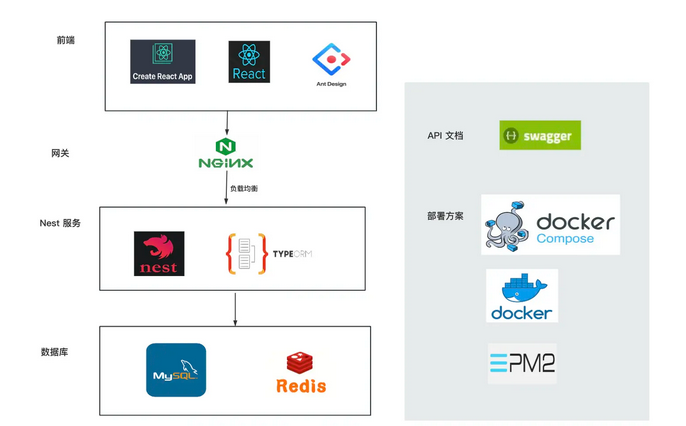 前端
Create React App
React
Ant Design
网关
NGINX
负载均衡
Nest 服务
nest
TYPEORM
数据库
MySQL
Redis
API 文档
swagger
部署方案
docker
Compose
docker
PM2